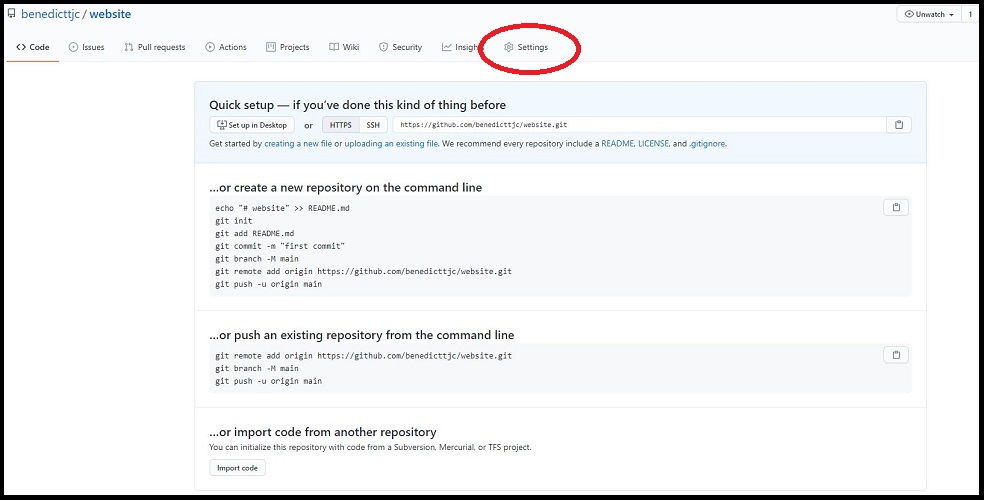 benedicttjc / website
Unwatch 1
Code Issues Pull requests Actions Projects Wiki Security Insigh Settings
Quick setup — if you've done this kind of thing before
Set up in Desktop or HTTPS SSH https://github.com/benedicttjc/website.git
Get started by creating a new file or uploading an existing file. We recommend every repository include a README, LICENSE, and .gitignore.
…or create a new repository on the command line
echo "# website" >> README.md
git init
git add README.md
git commit -m "first commit"
git branch -M main
git remote add origin https://github.com/benedicttjc/website.git
git push -u origin main
…or push an existing repository from the command line
git remote add origin https://github.com/benedicttjc/website.git
git branch -M main
git push -u origin main
…or import code from another repository
You can initialize this repository with code from a Subversion, Mercurial, or TFS project.
Import code